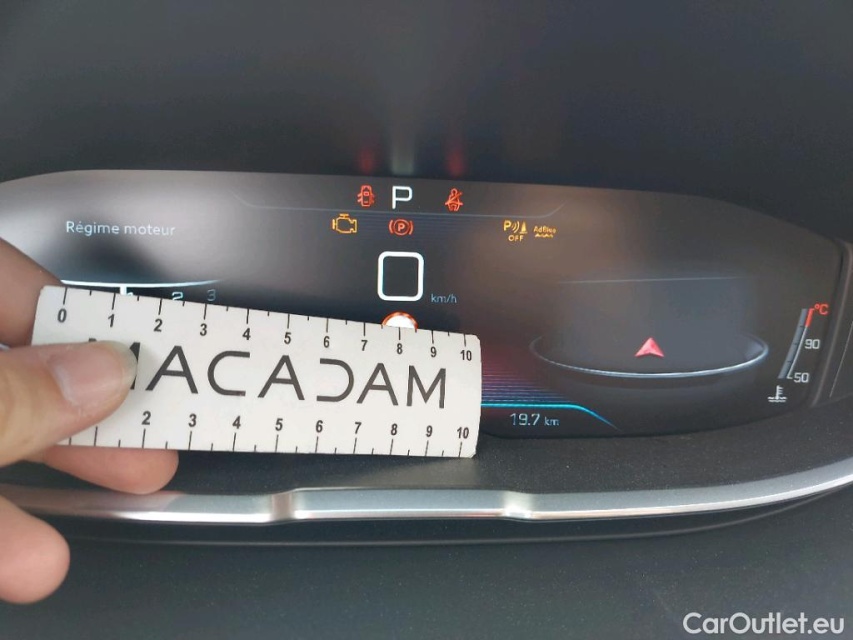 P
Régime moteur
P
P OFF
AdBlue
2 3
km/h
0 1 2 3 4 5 6 7 8 9 10
MACADAM
2 3 4 5 6 7 8 9 10
°C
90
50
19.7 km
CarOutlet.eu